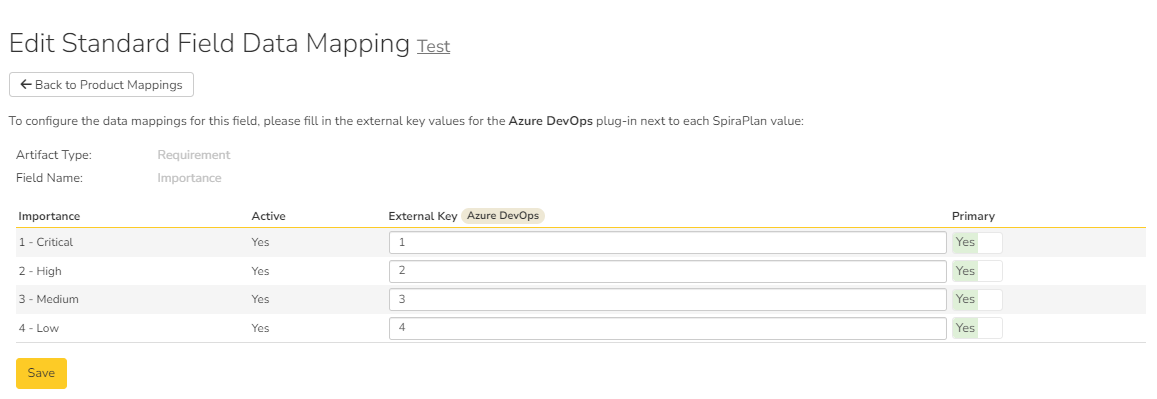 Edit Standard Field Data Mapping Test
Back to Product Mappings
To configure the data mappings for this field, please fill in the external key values for the Azure DevOps plug-in next to each SpiraPlan value:
Artifact Type: Requirement
Field Name: Importance
Importance Active External Key Azure DevOps Primary
1 - Critical Yes 1 Yes
2 - High Yes 2 Yes
3 - Medium Yes 3 Yes
4 - Low Yes 4 Yes
Save